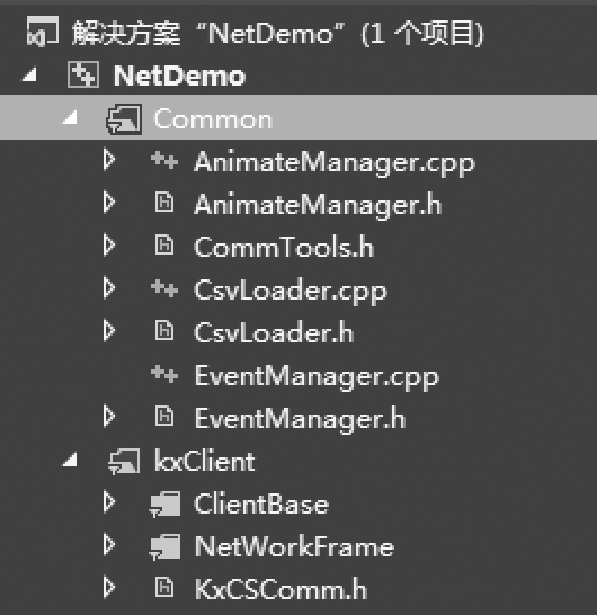 解决方案“NetDemo”(1 个项目)
NetDemo
Common
AnimateManager.cpp
AnimateManager.h
CommTools.h
CsvLoader.cpp
CsvLoader.h
EventManager.cpp
EventManager.h
kxClient
ClientBase
NetWorkFrame
KxCSComm.h